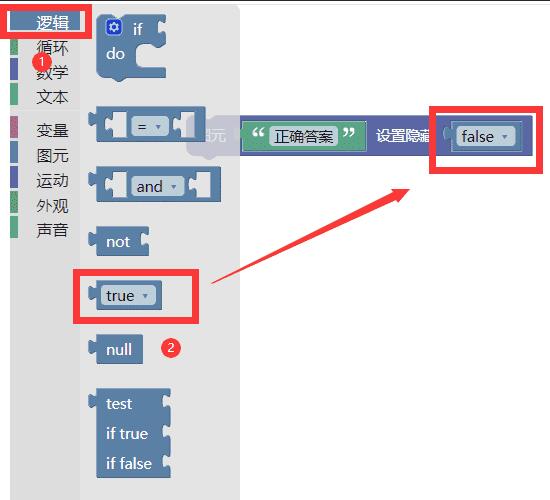 逻辑
循环
1
数学
文本
变量
图元
运动
外观
声音
if
do
=
and
not
true
null
2
test
if true
if false
图元 “ 正确答案 ” 设置隐藏 false